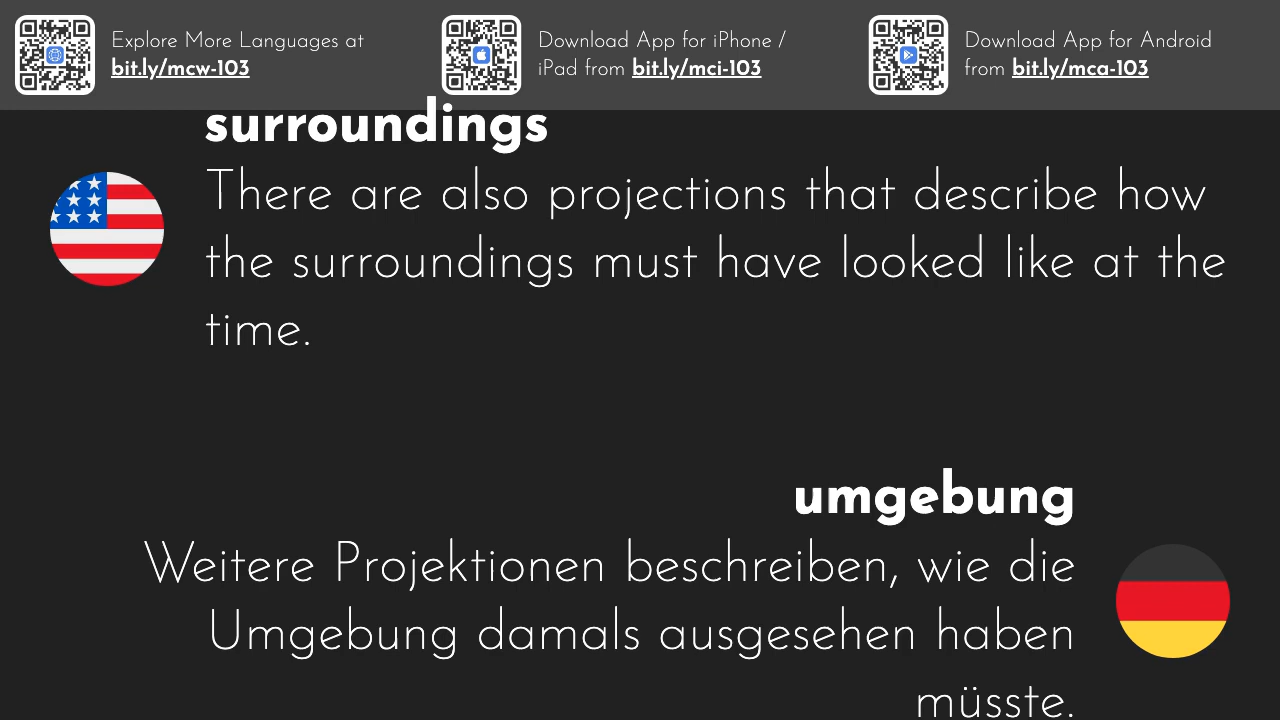 Explore More Languages at
bit.ly/mcw-103
Download App for iPhone /
iPad from bit.ly/mci-103
Download App for Android
from bit.ly/mca-103
surroundings
There are also projections that describe how
the surroundings must have looked like at the
time.
umgebung
Weitere Projektionen beschreiben, wie die
Umgebung damals ausgesehen haben
müsste.